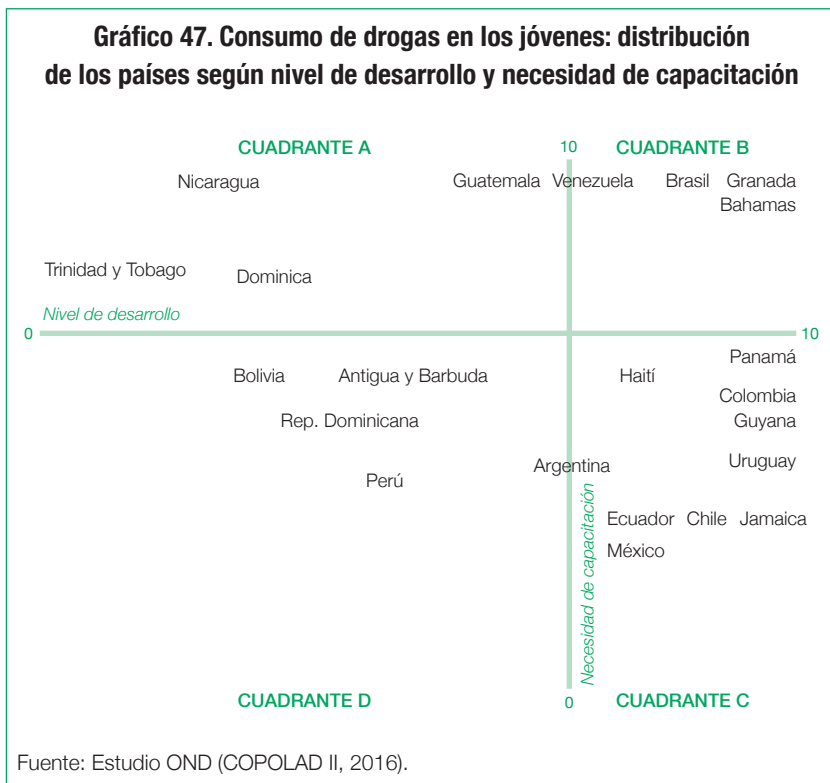 Gráfico 47. Consumo de drogas en los jóvenes: distribución
de los países según nivel de desarrollo y necesidad de capacitación
CUADRANTE A
10
CUADRANTE B
Nicaragua
Guatemala
Venezuela
Brasil
Granada
Bahamas
Trinidad y Tobago
Dominica
Nivel de desarrollo
0
10
Panamá
Bolivia
Antigua y Barbuda
Haití
Colombia
Rep. Dominicana
Guyana
Argentina
Uruguay
Perú
Ecuador
Chile
Jamaica
México
Necesidad de capacitación
CUADRANTE D
0
CUADRANTE C
Fuente: Estudio OND (COPOLAD II, 2016).